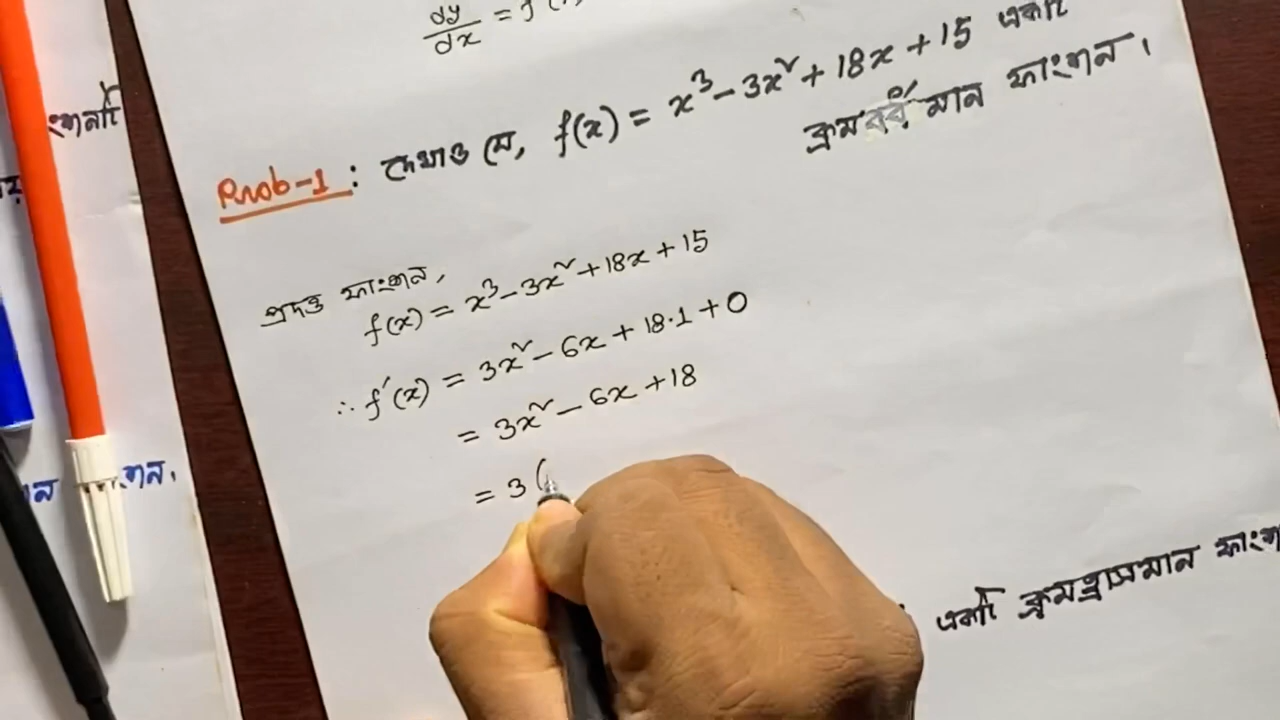 dy/dx = f
Prob-1: দেখাও যে, f(x) = x³ - 3x² + 18x + 15 একটি
ক্রমবর্ধমান ফাংশন।
প্রদত্ত ফাংশন,
f(x) = x³ - 3x² + 18x + 15
∴ f′(x) = 3x² - 6x + 18·1 + 0
= 3x² - 6x + 18
= 3(
একটি ক্রমহ্রাসমান